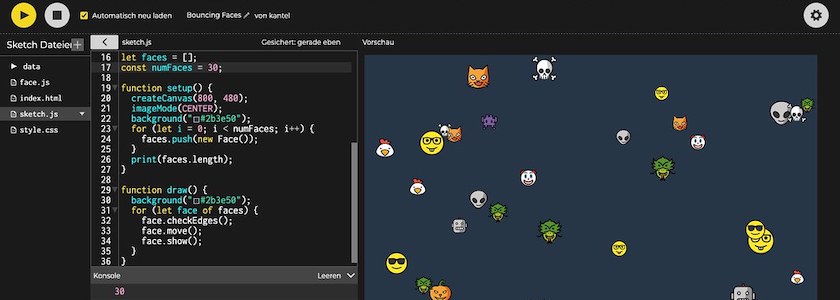 Automatisch neu laden
Bouncing Faces
von kantel
Sketch Dateien
data
face.js
index.html
sketch.js
style.css
sketch.js
Gesichert: gerade eben
16 let faces = [];
17 const numFaces = 30;
18
19 function setup() {
20 createCanvas(800, 480);
21 imageMode(CENTER);
22 background("#2b3e50");
23 for (let i = 0; i < numFaces; i++) {
24 faces.push(new Face());
25 }
26 print(faces.length);
27 }
28
29 function draw() {
30 background("#2b3e50");
31 for (let face of faces) {
32 face.checkEdges();
33 face.move();
34 face.show();
35 }
36 }
Konsole
Leeren
30
Vorschau